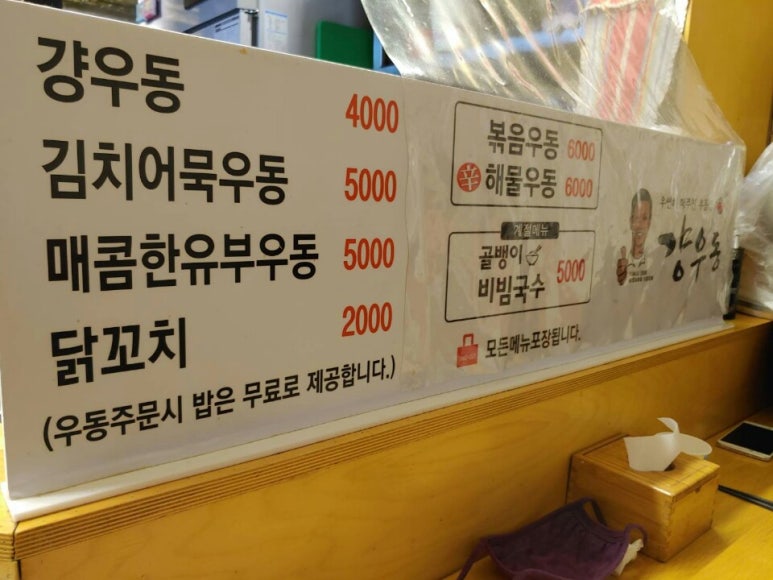 걍우동 4000
김치어묵우동 5000
매콤한유부우동 5000
닭꼬치 2000
(우동주문시 밥은 무료로 제공합니다.)
볶음우동 6000
辛 해물우동 6000
계절메뉴
골뱅이
비빔국수 5000
모든메뉴포장됩니다.
걍우동